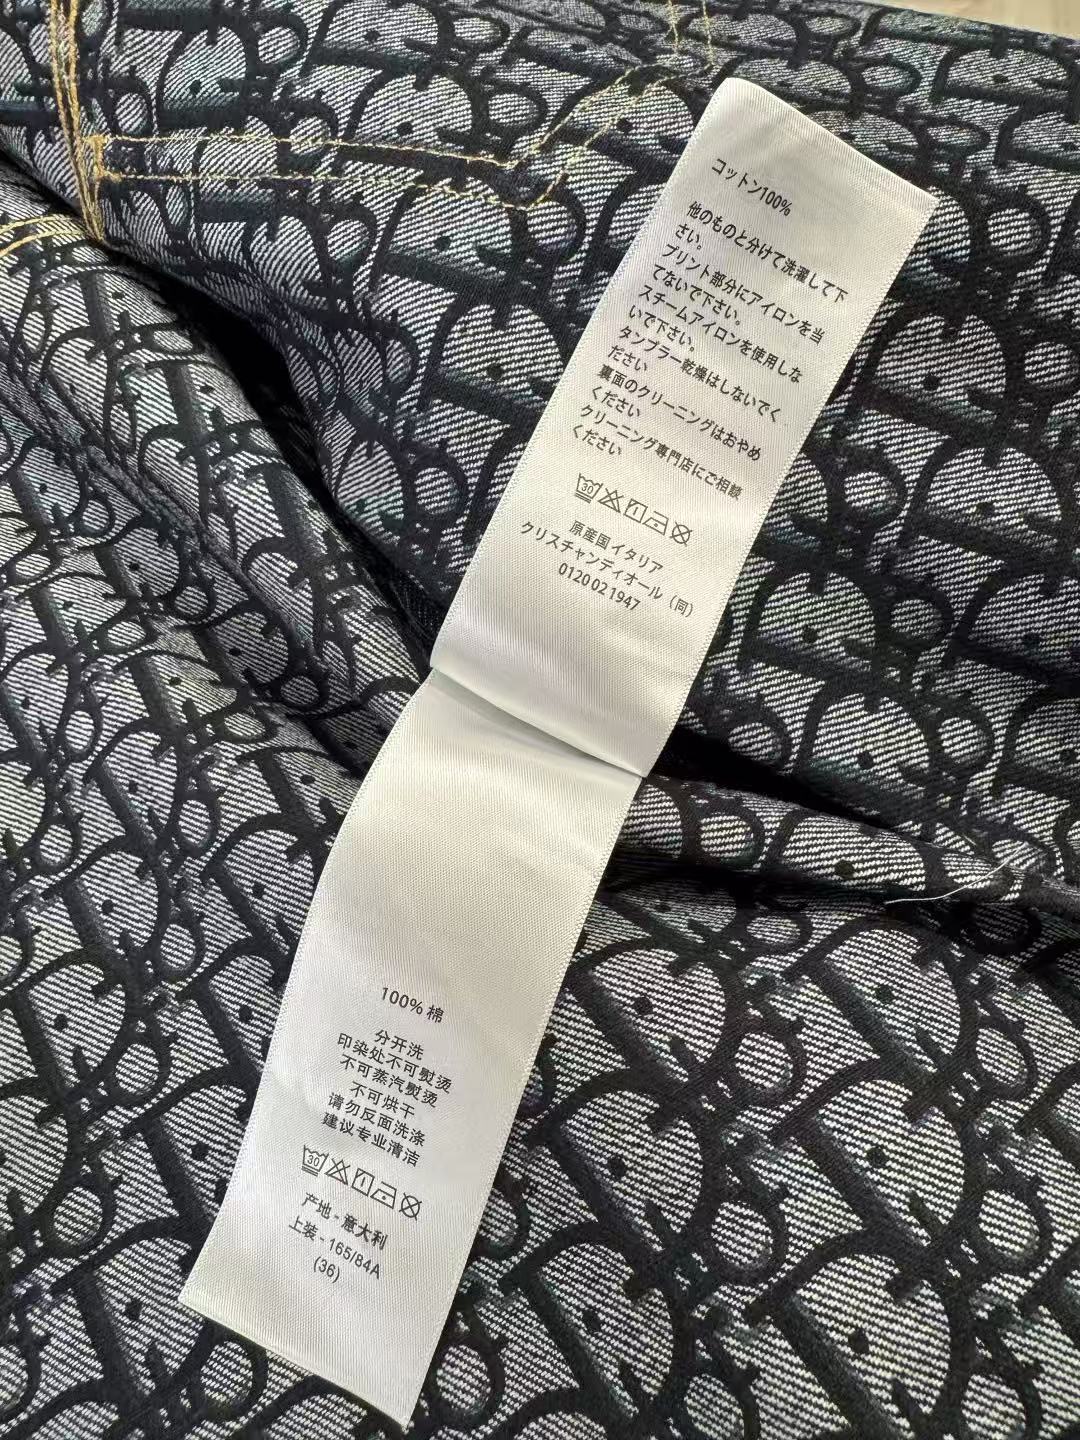 コットン100%
他のものと分けて洗濯して下
さい。
プリント部分にアイロンを当
てないで下さい。
スチームアイロンを使用しな
いで下さい。
タンブラー乾燥はしないでく
ださい
裏面のクリーニングはおやめ
ください
クリーニング専門店にご相談
ください
30
原産国イタリア
クリスチャンディオール（同）
0120 02 1947
100% 棉
分开洗
印染处不可熨烫
不可蒸汽熨烫
不可烘干
请勿反面洗涤
建议专业清洁
30
产地 - 意大利
上装 - 165/84A
(36)